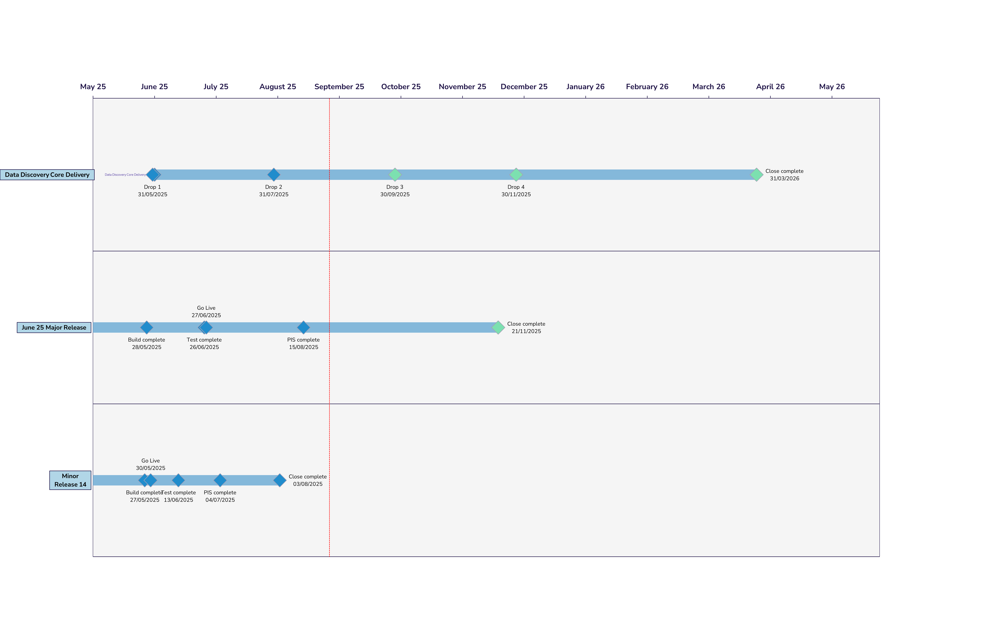 May 25 June 25 July 25 August 25 September 25 October 25 November 25 December 25 January 26 February 26 March 26 April 26 May 26
Data Discovery Core Delivery
Data Discovery Core Delivery
Close complete
31/03/2026
Drop 1 Drop 2 Drop 3 Drop 4
31/05/2025 31/07/2025 30/09/2025 30/11/2025
Go Live
27/06/2025
June 25 Major Release
Close complete
21/11/2025
Build complete Test complete PIS complete
28/05/2025 26/06/2025 15/08/2025
Go Live
30/05/2025
Minor
Release 14
Close complete
03/08/2025
Build complete Test complete PIS complete
27/05/2025 13/06/2025 04/07/2025